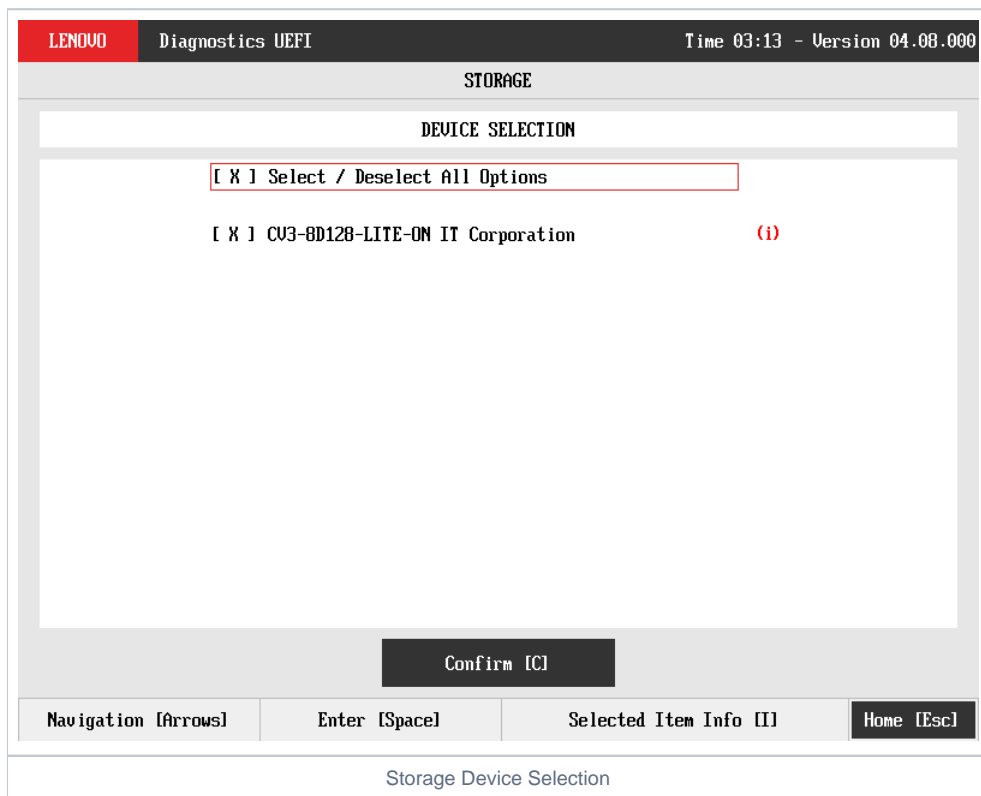 LENOVO Diagnostics UEFI Time 03:13 - Version 04.08.000
STORAGE
DEVICE SELECTION
[ X ] Select / Deselect All Options
[ X ] CV3-8D128-LITE-ON IT Corporation (i)
Confirm [C]
Navigation [Arrows] Enter [Space] Selected Item Info [I] Home [Esc]
Storage Device Selection